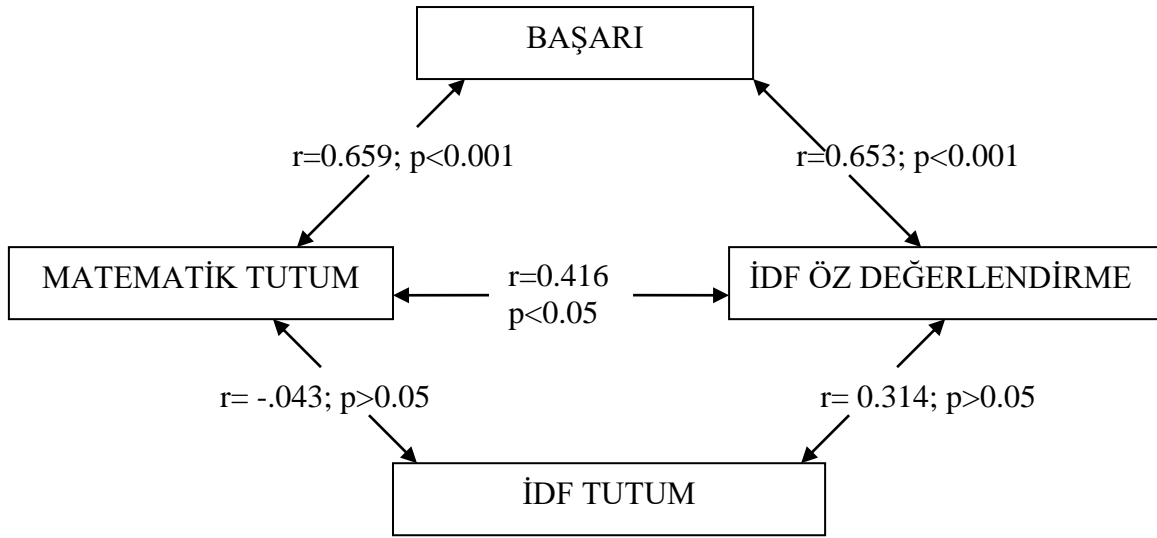 BAŞARI
r=0.659; p<0.001
r=0.653; p<0.001
MATEMATİK TUTUM
r=0.416
p<0.05
İDF ÖZ DEĞERLENDİRME
r= -.043; p>0.05
r= 0.314; p>0.05
İDF TUTUM